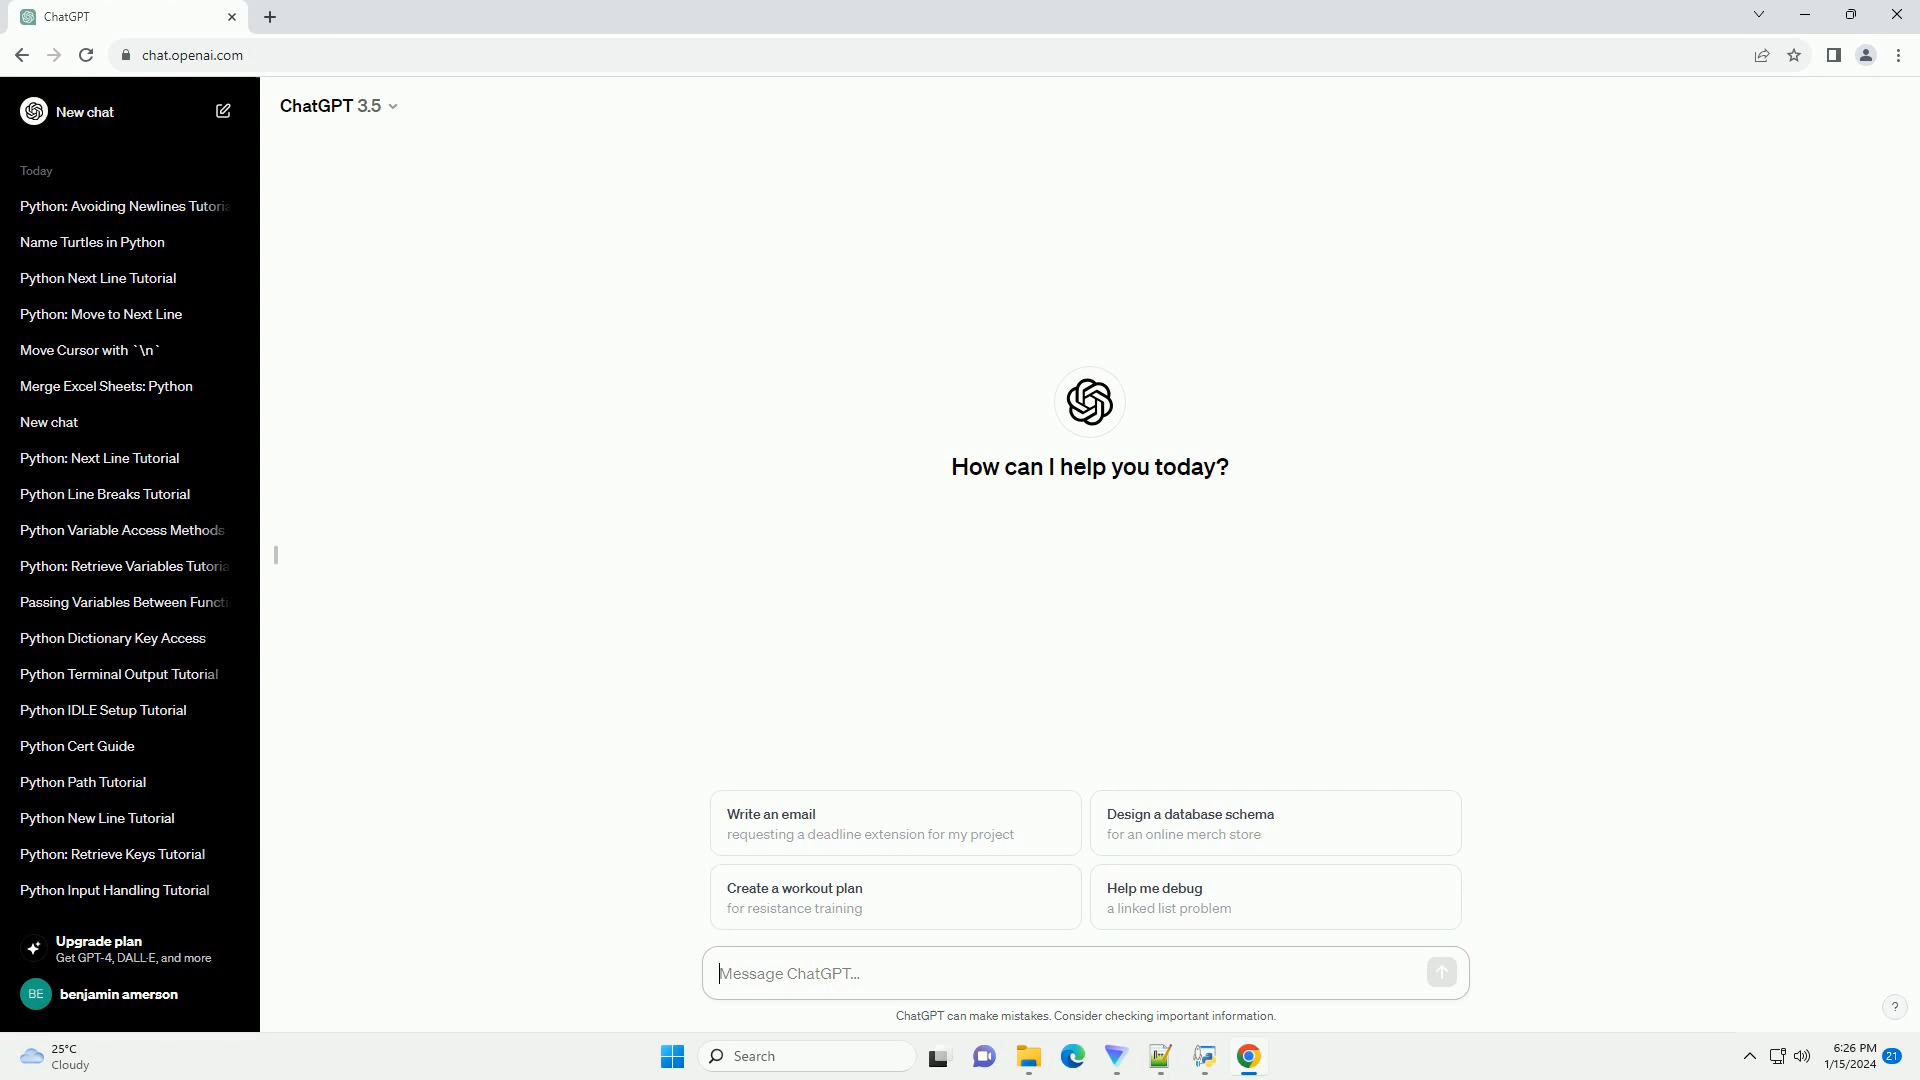 ChatGPT
chat.openai.com
New chat
ChatGPT 3.5
Today
Python: Avoiding Newlines Tutoria
Name Turtles in Python
Python Next Line Tutorial
Python: Move to Next Line
Move Cursor with `\n`
Merge Excel Sheets: Python
New chat
Python: Next Line Tutorial
Python Line Breaks Tutorial
Python Variable Access Methods
Python: Retrieve Variables Tutoria
Passing Variables Between Functi
Python Dictionary Key Access
Python Terminal Output Tutorial
Python IDLE Setup Tutorial
Python Cert Guide
Python Path Tutorial
Python New Line Tutorial
Python: Retrieve Keys Tutorial
Python Input Handling Tutorial
Upgrade plan
Get GPT-4, DALL·E, and more
BE benjamin amerson
How can I help you today?
Write an email
requesting a deadline extension for my project
Design a database schema
for an online merch store
Create a workout plan
for resistance training
Help me debug
a linked list problem
Message ChatGPT...
ChatGPT can make mistakes. Consider checking important information.
?
25°C
Cloudy
Search
6:26 PM
1/15/2024
21